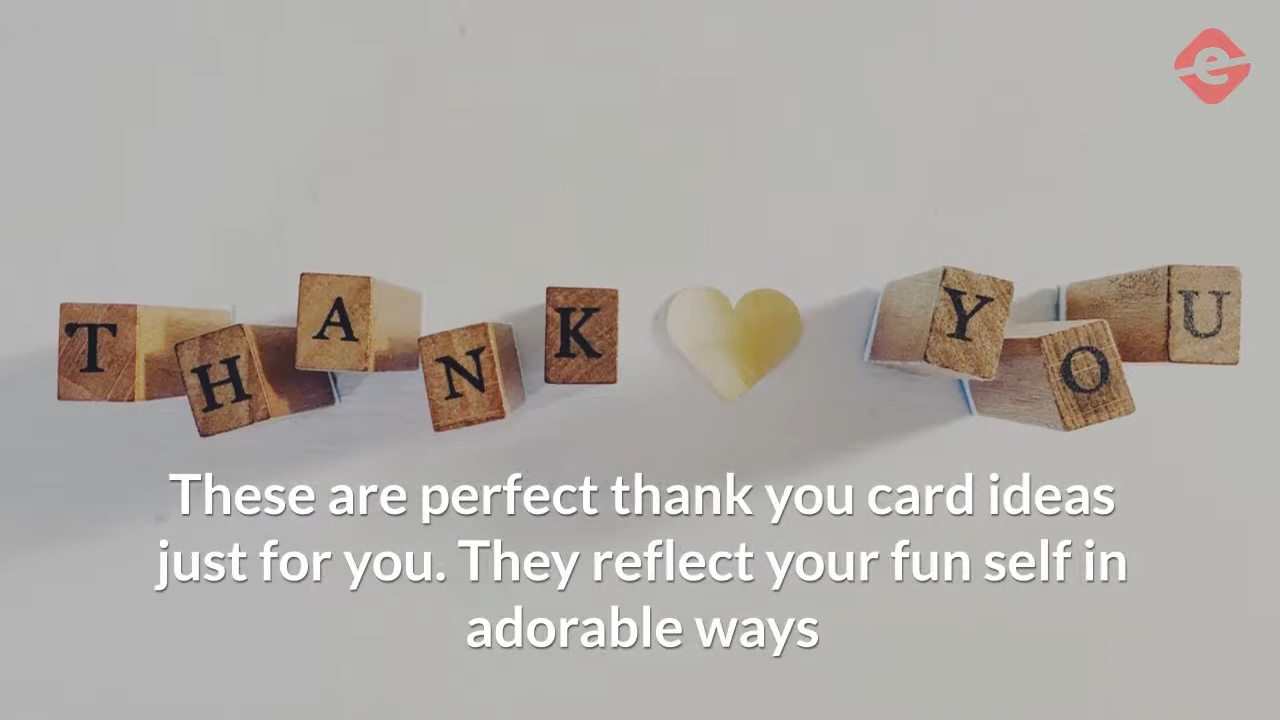 THANK YOU
These are perfect thank you card ideas
just for you. They reflect your fun self in
adorable ways
e